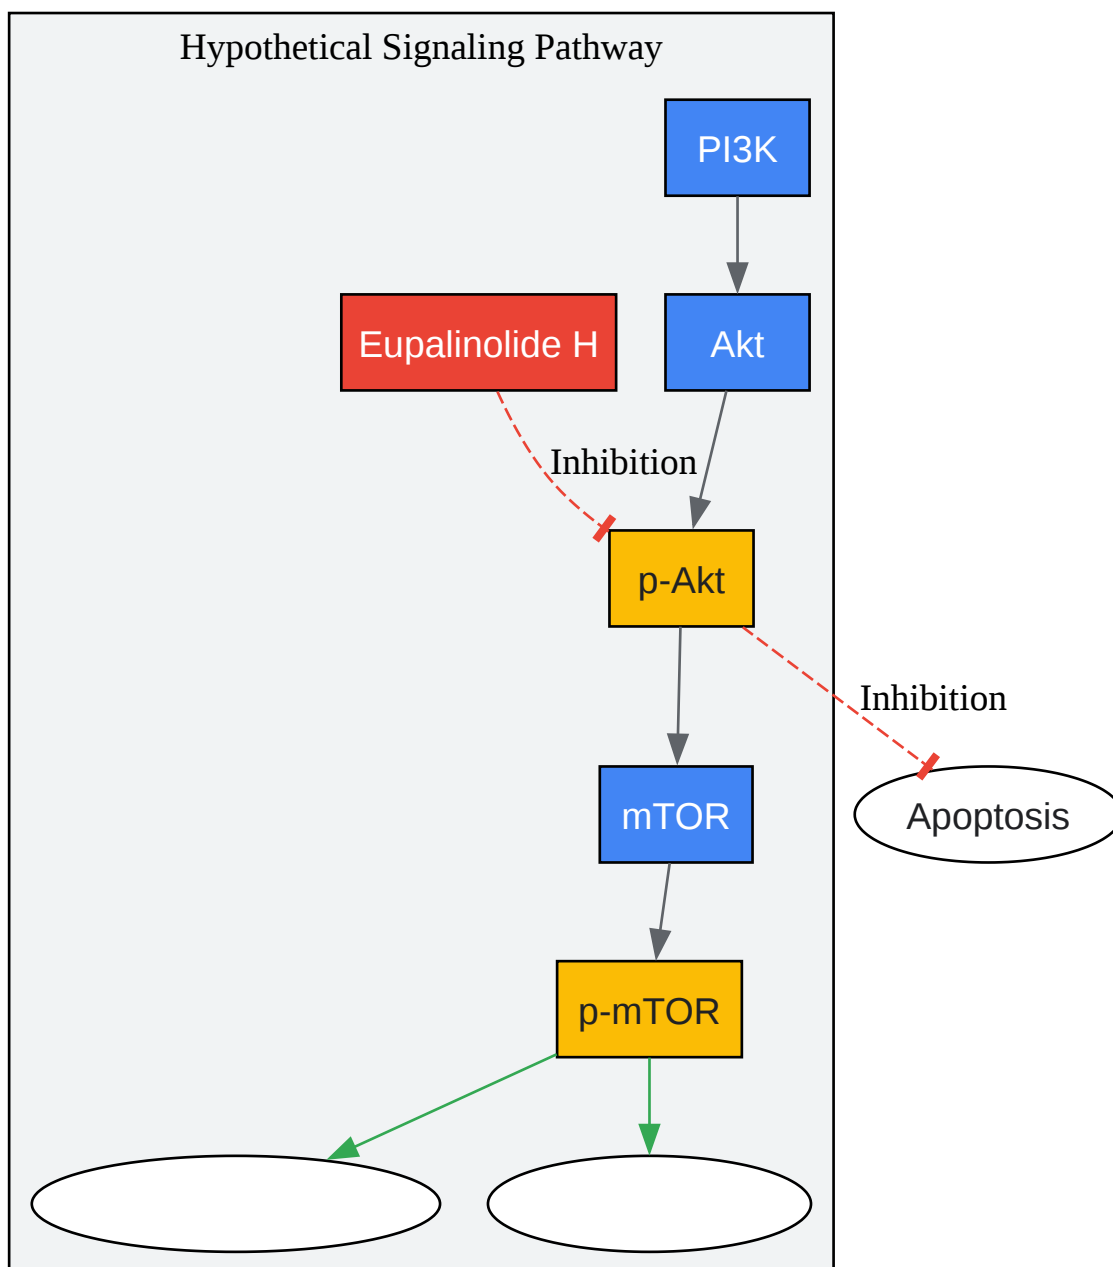 Hypothetical Signaling Pathway
PI3K
Eupalinolide H
Akt
Inhibition
p-Akt
Inhibition
mTOR
Apoptosis
p-mTOR